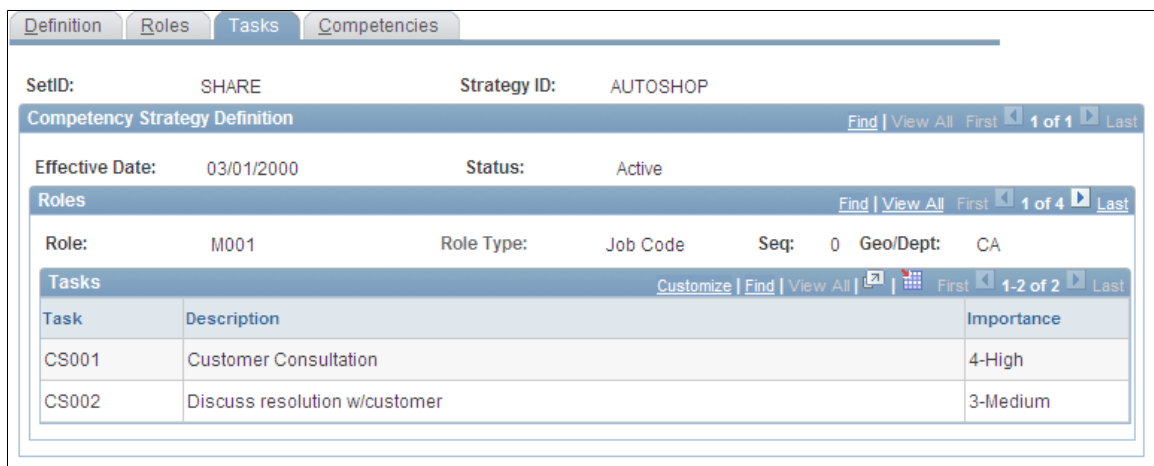 Definition Roles Tasks Competencies
SetID: SHARE Strategy ID: AUTOSHOP
Competency Strategy Definition Find | View All First 1 of 1 Last
Effective Date: 03/01/2000 Status: Active
Roles Find | View All First 1 of 4 Last
Role: M001 Role Type: Job Code Seq: 0 Geo/Dept: CA
Tasks Customize | Find | View All | | First 1-2 of 2 Last
Task Description Importance
CS001 Customer Consultation 4-High
CS002 Discuss resolution w/customer 3-Medium